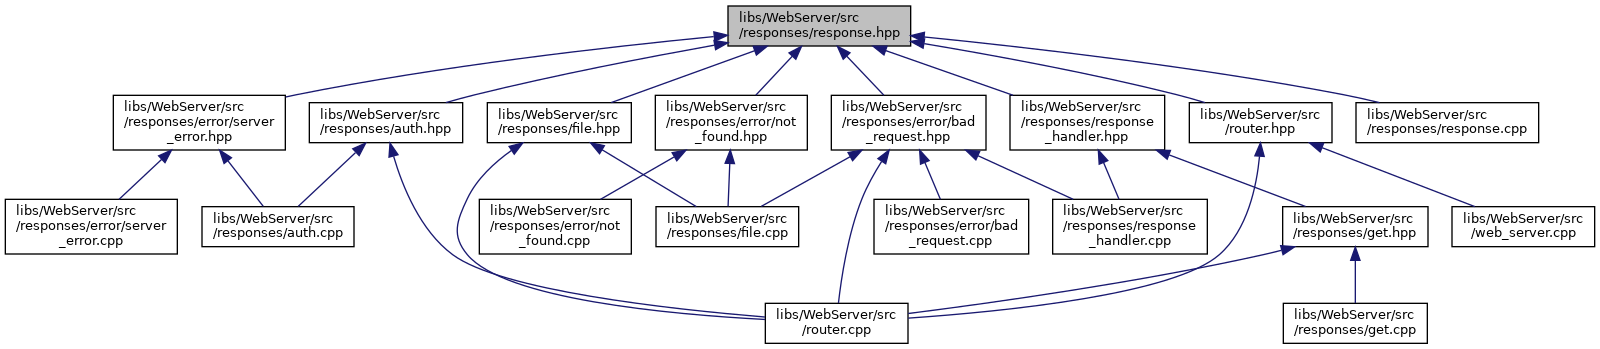 libs/WebServer/src
/responses/response.hpp
libs/WebServer/src
/responses/error/server
_error.hpp
libs/WebServer/src
/responses/auth.hpp
libs/WebServer/src
/responses/file.hpp
libs/WebServer/src
/responses/error/not
_found.hpp
libs/WebServer/src
/responses/error/bad
_request.hpp
libs/WebServer/src
/responses/response
_handler.hpp
libs/WebServer/src
/router.hpp
libs/WebServer/src
/responses/response.cpp
libs/WebServer/src
/responses/error/server
_error.cpp
libs/WebServer/src
/responses/auth.cpp
libs/WebServer/src
/responses/error/not
_found.cpp
libs/WebServer/src
/responses/file.cpp
libs/WebServer/src
/responses/error/bad
_request.cpp
libs/WebServer/src
/responses/response
_handler.cpp
libs/WebServer/src
/responses/get.hpp
libs/WebServer/src
/web_server.cpp
libs/WebServer/src
/router.cpp
libs/WebServer/src
/responses/get.cpp